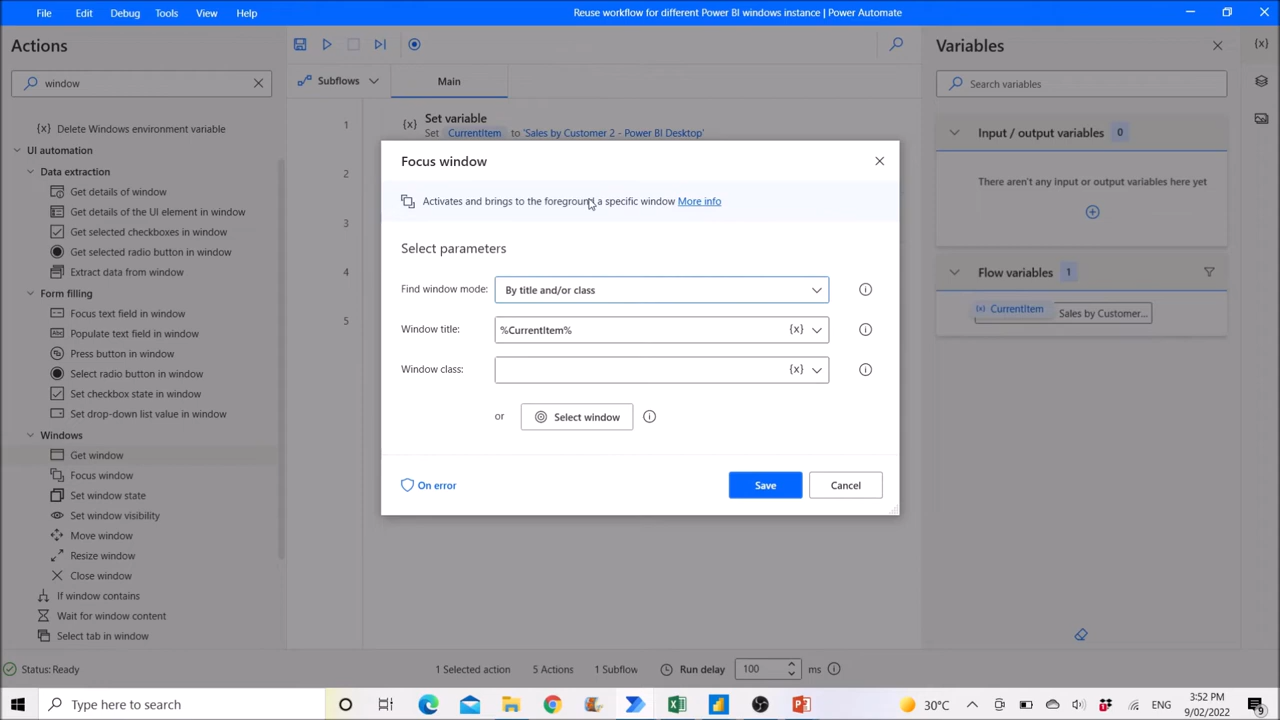 File Edit Debug Tools View Help
Reuse workflow for different Power BI windows instance | Power Automate
Actions
window
Delete Windows environment variable
UI automation
Data extraction
Get details of window
Get details of the UI element in window
Get selected checkboxes in window
Get selected radio button in window
Extract data from window
Form filling
Focus text field in window
Populate text field in window
Press button in window
Select radio button in window
Set checkbox state in window
Set drop-down list value in window
Windows
Get window
Focus window
Set window state
Set window visibility
Move window
Resize window
Close window
If window contains
Wait for window content
Select tab in window
Subflows
Main
1
Set variable
Set CurrentItem to 'Sales by Customer 2 - Power BI Desktop'
2
3
4
5
Focus window
Activates and brings to the foreground a specific window More info
Select parameters
Find window mode: By title and/or class
Window title: %CurrentItem% {x}
Window class: {x}
or Select window
On error
Save Cancel
Variables
Search variables
Input / output variables 0
There aren't any input or output variables here yet
Flow variables 1
(x) CurrentItem Sales by Customer...
Status: Ready
1 Selected action 5 Actions 1 Subflow Run delay 100 ms
Type here to search
30°C
ENG
3:52 PM
9/02/2022
9